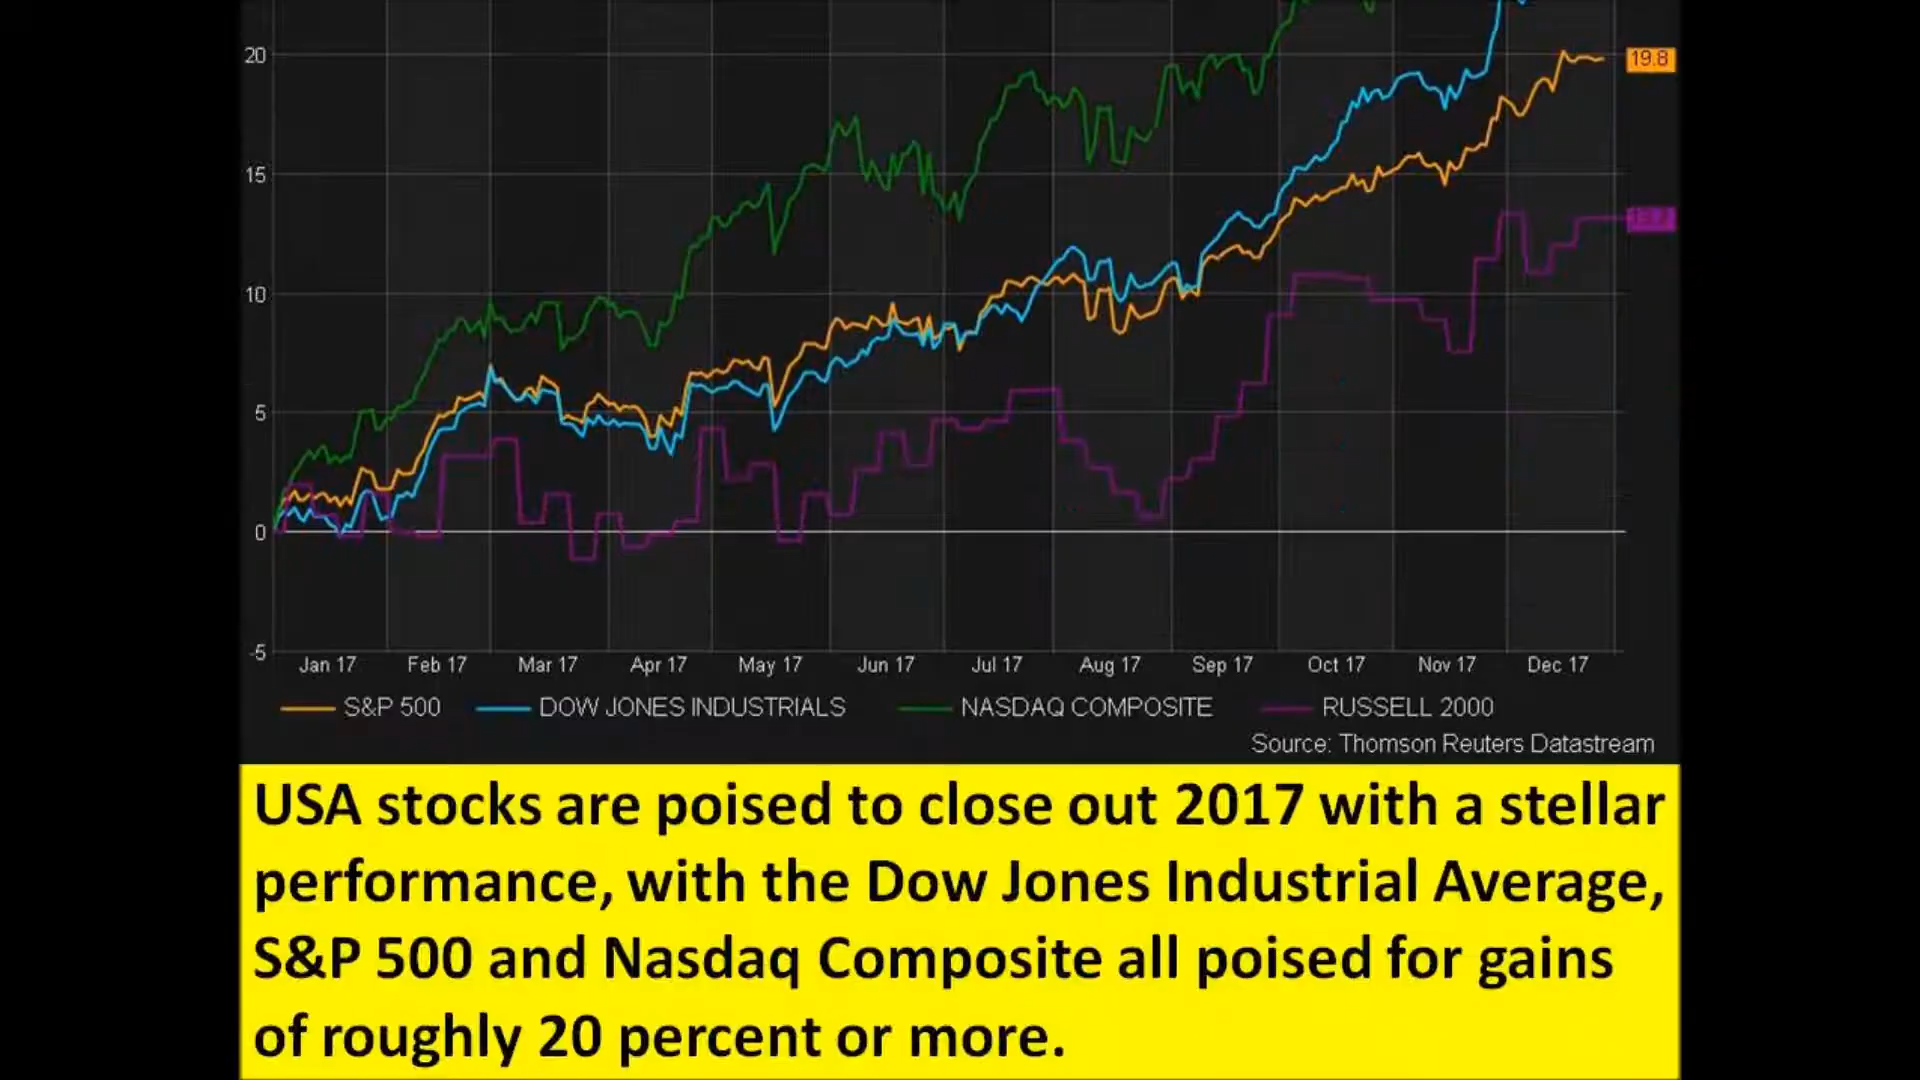 20
19.8
15
10
5
0
-5
Jan 17 Feb 17 Mar 17 Apr 17 May 17 Jun 17 Jul 17 Aug 17 Sep 17 Oct 17 Nov 17 Dec 17
S&P 500 DOW JONES INDUSTRIALS NASDAQ COMPOSITE RUSSELL 2000
Source: Thomson Reuters Datastream
USA stocks are poised to close out 2017 with a stellar
performance, with the Dow Jones Industrial Average,
S&P 500 and Nasdaq Composite all poised for gains
of roughly 20 percent or more.